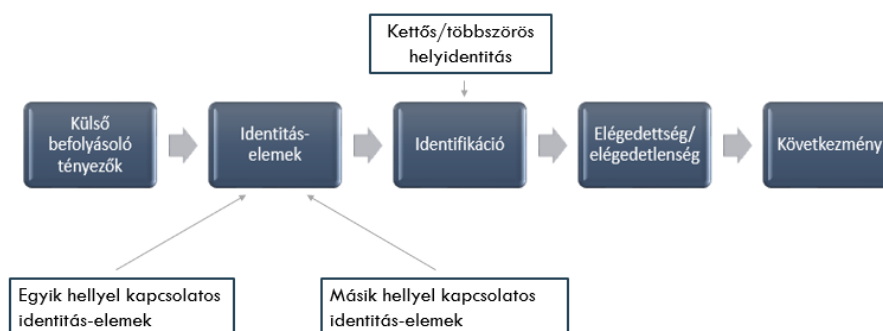 Kettős/többszörös
helyidentitás
Külső
befolyásoló
tényezők
Identitás-
elemek
Identifikáció
Elégedettség/
elégedetlenség
Következmény
Egyik hellyel kapcsolatos
identitás-elemek
Másik hellyel kapcsolatos
identitás-elemek